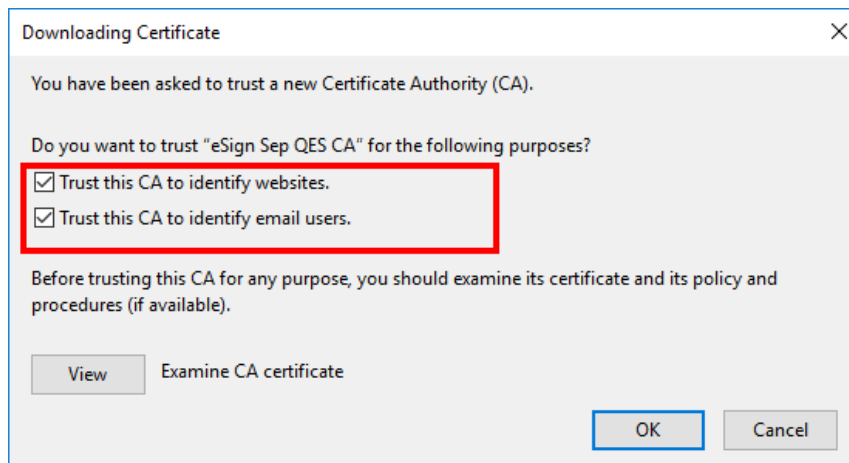 Downloading Certificate
You have been asked to trust a new Certificate Authority (CA).
Do you want to trust "eSign Sep QES CA" for the following purposes?
Trust this CA to identify websites.
Trust this CA to identify email users.
Before trusting this CA for any purpose, you should examine its certificate and its policy and
procedures (if available).
View Examine CA certificate
OK Cancel